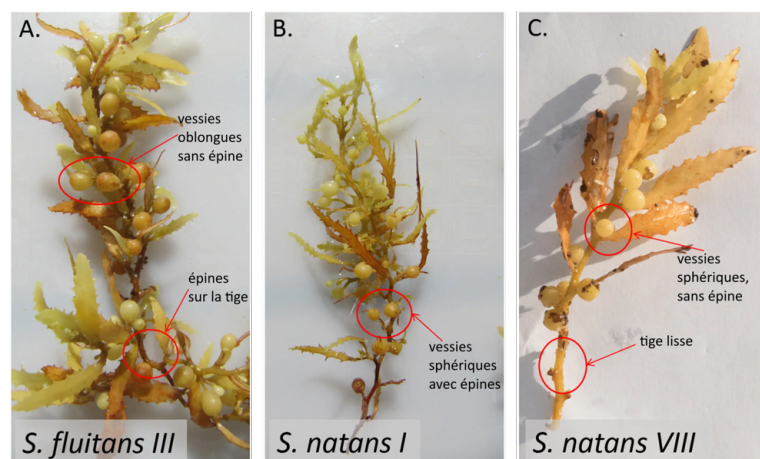 A.
vessies
oblongues
sans épine
épines
sur la tige
S. fluitans III
B.
vessies
sphériques
avec épines
S. natans I
C.
vessies
sphériques,
sans épine
tige lisse
S. natans VIII